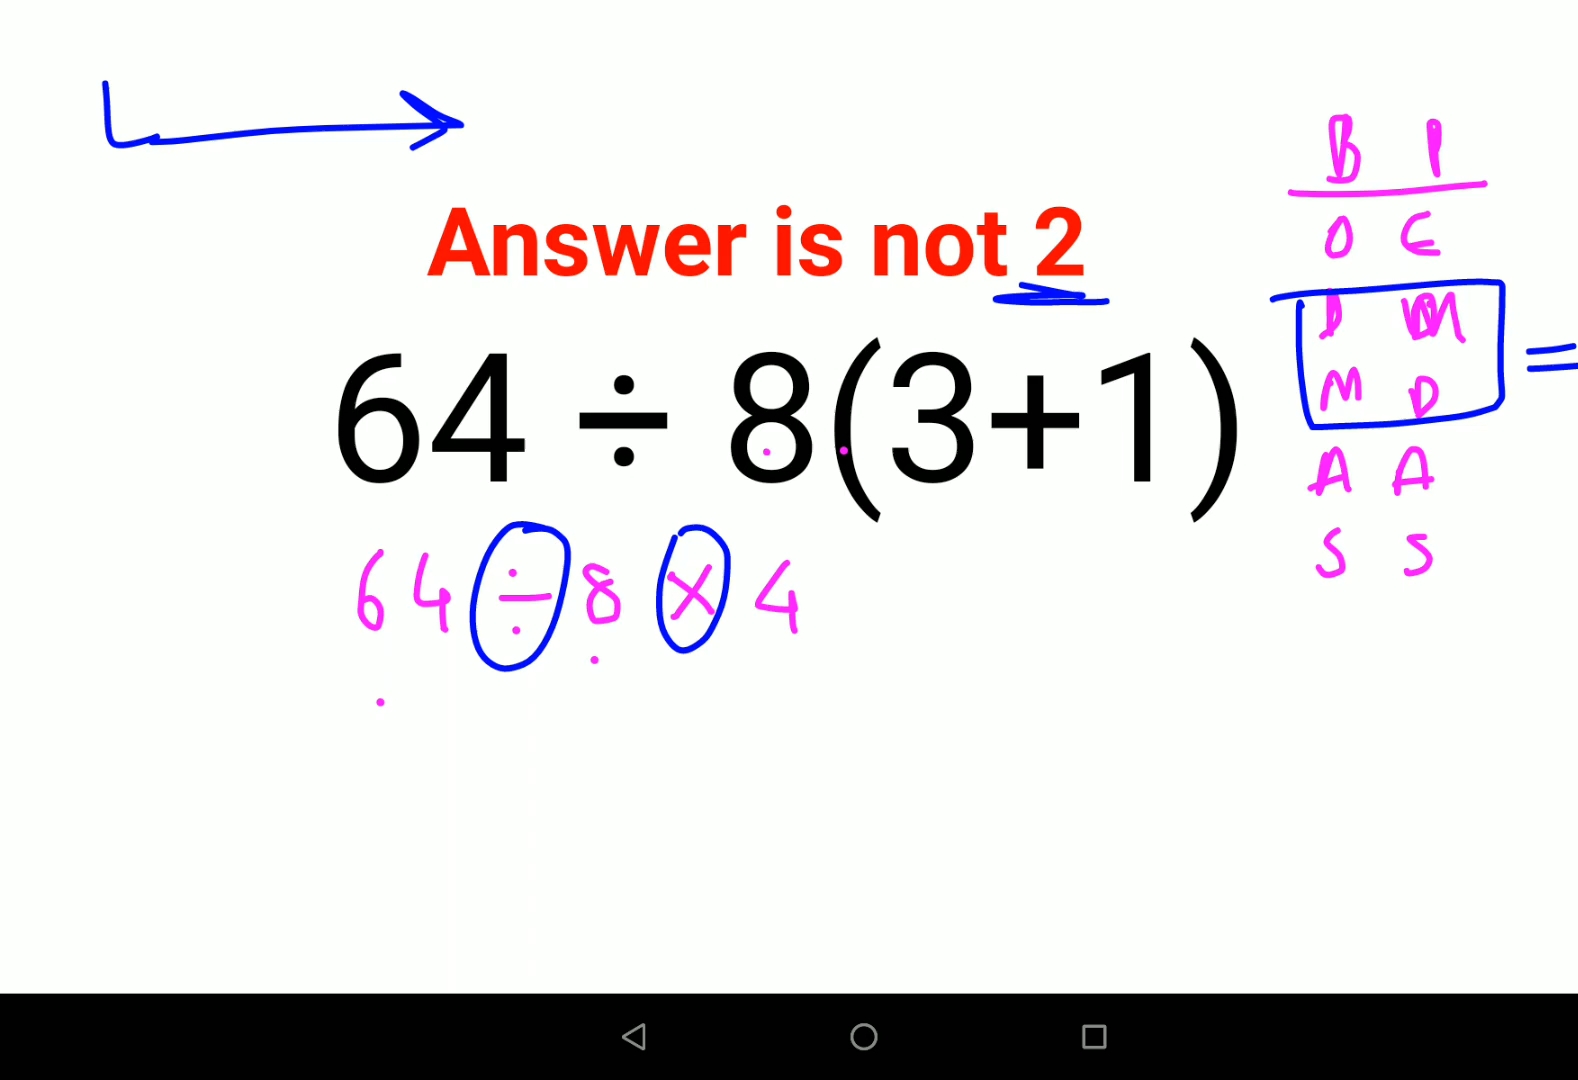 Answer is not 2
64 ÷ 8(3+1)
64 ÷ 8 × 4
B P
O E
D M =
M D
A A
S S